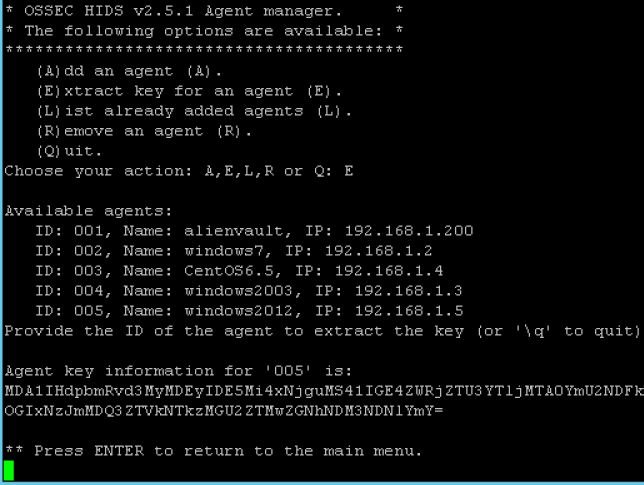 * OSSEC HIDS v2.5.1 Agent manager.     *
* The following options are available: *
****************************************
   (A)dd an agent (A).
   (E)xtract key for an agent (E).
   (L)ist already added agents (L).
   (R)emove an agent (R).
   (Q)uit.
Choose your action: A,E,L,R or Q: E
Available agents:
   ID: 001, Name: alienvault, IP: 192.168.1.200
   ID: 002, Name: windows7, IP: 192.168.1.2
   ID: 003, Name: CentOS6.5, IP: 192.168.1.4
   ID: 004, Name: windows2003, IP: 192.168.1.3
   ID: 005, Name: windows2012, IP: 192.168.1.5
Provide the ID of the agent to extract the key (or '\q' to quit)
Agent key information for '005' is:
MDA1IHdpbmRvd3MyMDEyIDE5Mi4xNjguMS41IGE4ZWRjZTU3YTljMTA0YmU2NDFk
OGIxNzJmMDQ3ZTVkNTkzMGU2ZTMwZGNhNDM3NDNlYmY=
** Press ENTER to return to the main menu.